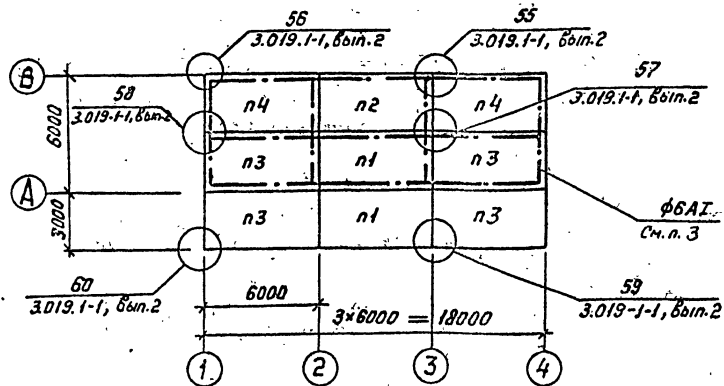 56
3.019.1-1, вып.2
55
3.019.1-1, вып.2
В
58
3.019.1-1, вып.2
57
3.019.1-1, вып.2
6000
п4
п2
п4
п3
п1
п3
А
3000
п3
п1
п3
ф6АI
См. п. 3
60
3.019.1-1, вып.2
59
3.019-1-1, вып.2
6000
3×6000 = 18000
1
2
3
4